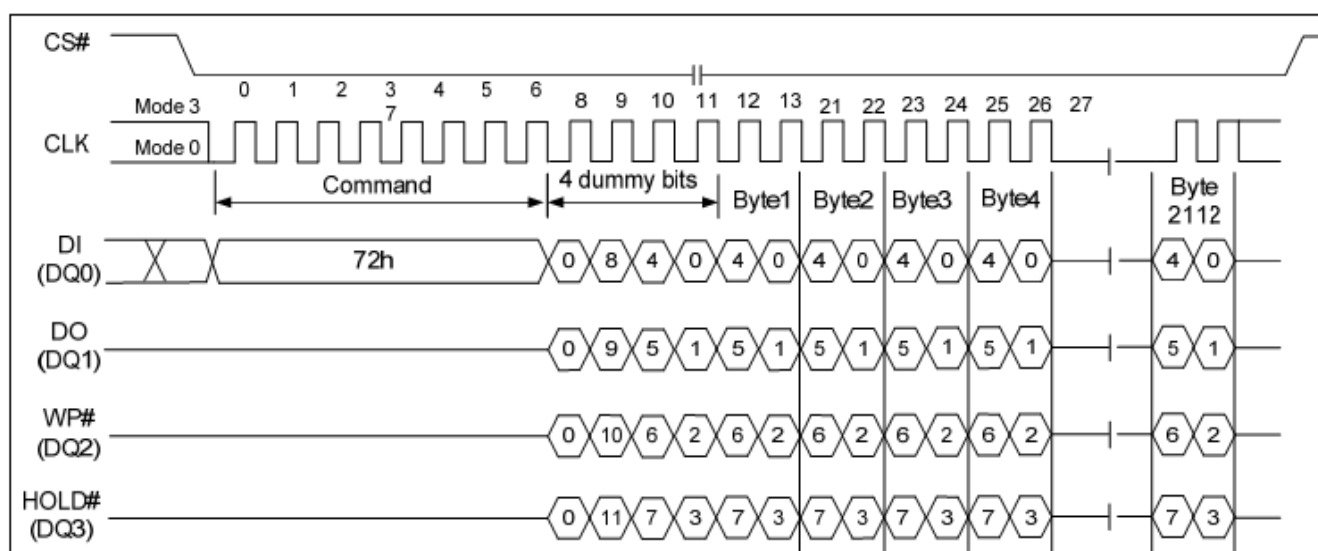 CS#
0 1 2 3 4 5 6 8 9 10 11 12 13 21 22 23 24 25 26 27
Mode 3 7
CLK
Mode 0
Command 4 dummy bits Byte1 Byte2 Byte3 Byte4 Byte
2112
DI
(DQ0) 72h 0 8 4 0 4 0 4 0 4 0 4 0 4 0
DO
(DQ1) 0 9 5 1 5 1 5 1 5 1 5 1 5 1
WP#
(DQ2) 0 10 6 2 6 2 6 2 6 2 6 2 6 2
HOLD#
(DQ3) 0 11 7 3 7 3 7 3 7 3 7 3 7 3